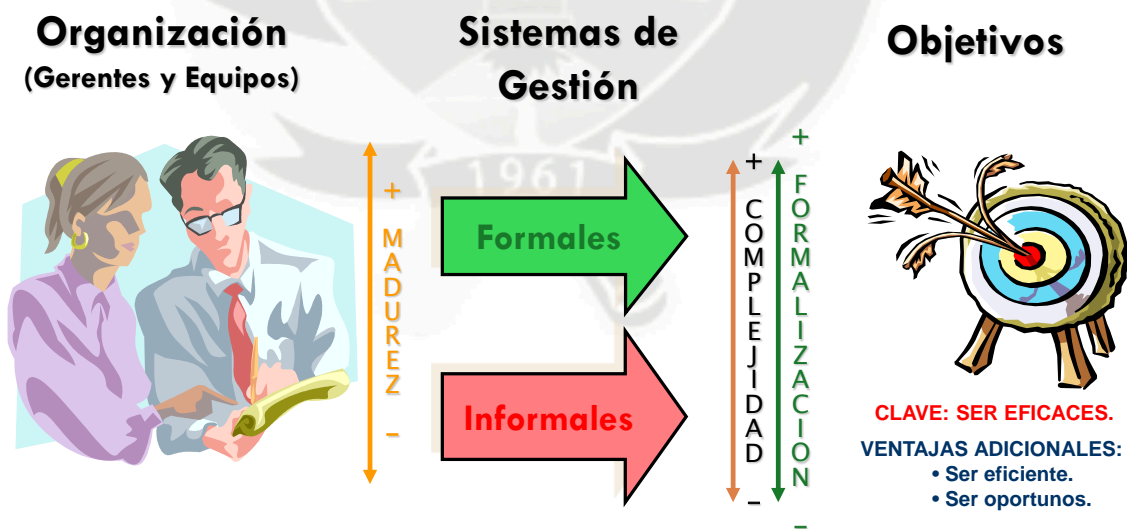 Organización
(Gerentes y Equipos)
Sistemas de
Gestión
Objetivos
1961
+ MADUREZ -
Formales
Informales
+ COMPLEJIDAD -
+ FORMALIZACION -
CLAVE: SER EFICACES.
VENTAJAS ADICIONALES:
• Ser eficiente.
• Ser oportunos.